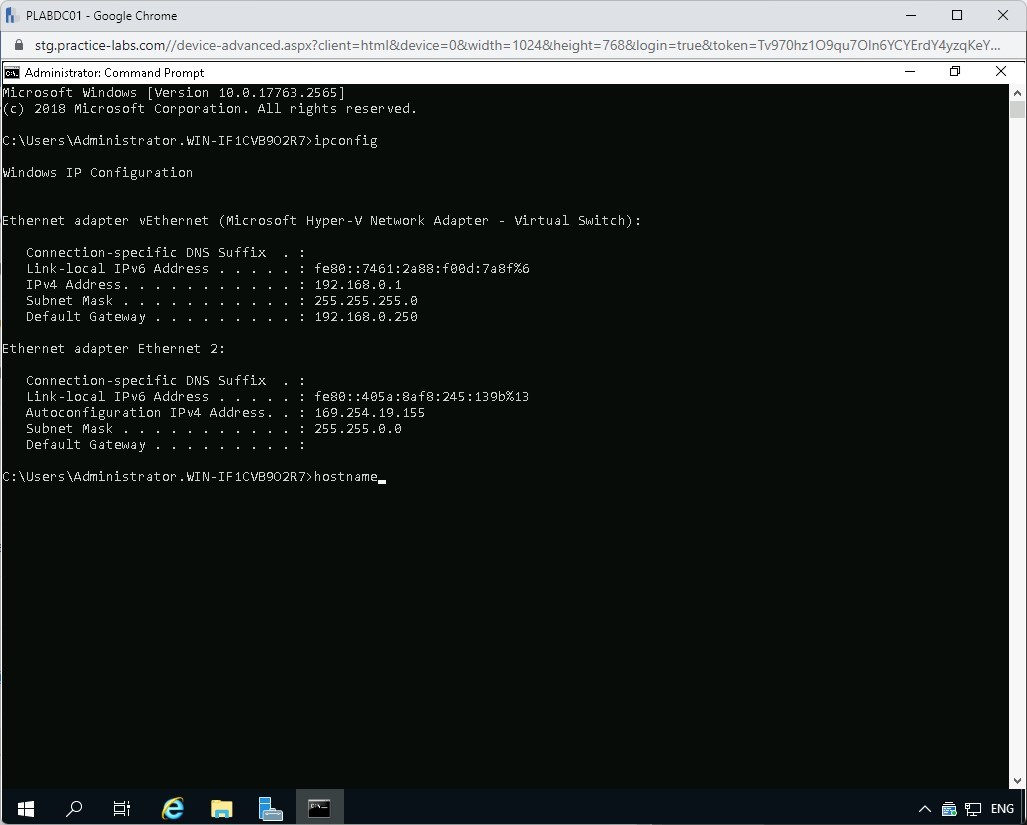 PLABDC01 - Google Chrome
stg.practice-labs.com//device-advanced.aspx?client=html&device=0&width=1024&height=768&login=true&token=Tv970hz1O9qu7OIn6YCYErdY4yzqKeY...
Administrator: Command Prompt
Microsoft Windows [Version 10.0.17763.2565]
(c) 2018 Microsoft Corporation. All rights reserved.
C:\Users\Administrator.WIN-IF1CVB9O2R7>ipconfig
Windows IP Configuration
Ethernet adapter vEthernet (Microsoft Hyper-V Network Adapter - Virtual Switch):
Connection-specific DNS Suffix  . :
Link-local IPv6 Address . . . . . : fe80::7461:2a88:f00d:7a8f%6
IPv4 Address. . . . . . . . . . . : 192.168.0.1
Subnet Mask . . . . . . . . . . . : 255.255.255.0
Default Gateway . . . . . . . . . : 192.168.0.250
Ethernet adapter Ethernet 2:
Connection-specific DNS Suffix  . :
Link-local IPv6 Address . . . . . : fe80::405a:8af8:245:139b%13
Autoconfiguration IPv4 Address. . : 169.254.19.155
Subnet Mask . . . . . . . . . . . : 255.255.0.0
Default Gateway . . . . . . . . . :
C:\Users\Administrator.WIN-IF1CVB9O2R7>hostname
ENG